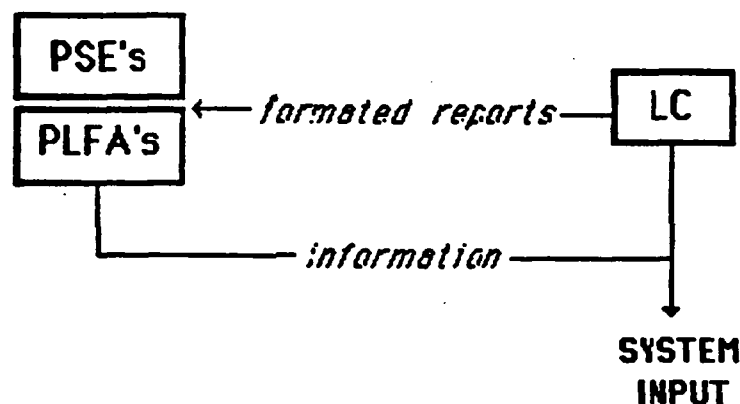 PSE's
PLFA's
formated reports
LC
information
SYSTEM
INPUT